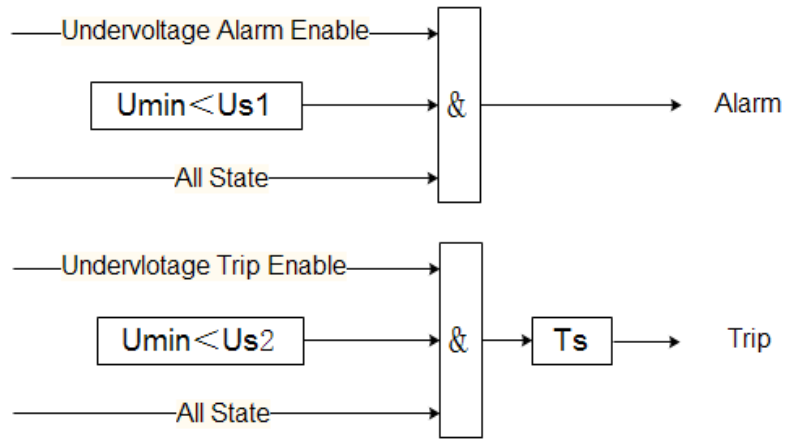 Undervoltage Alarm Enable
Umin＜Us1
&
Alarm
All State
Undervlotage Trip Enable
Umin＜Us2
&
Ts
Trip
All State